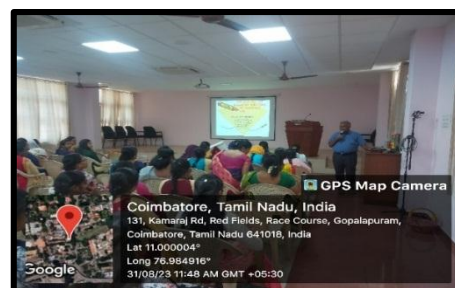 GPS Map Camera
Coimbatore, Tamil Nadu, India
131, Kamaraj Rd, Red Fields, Race Course, Gopalapuram,
Coimbatore, Tamil Nadu 641018, India
Lat 11.000004°
Long 76.984916°
31/08/23 11:48 AM GMT +05:30
Google